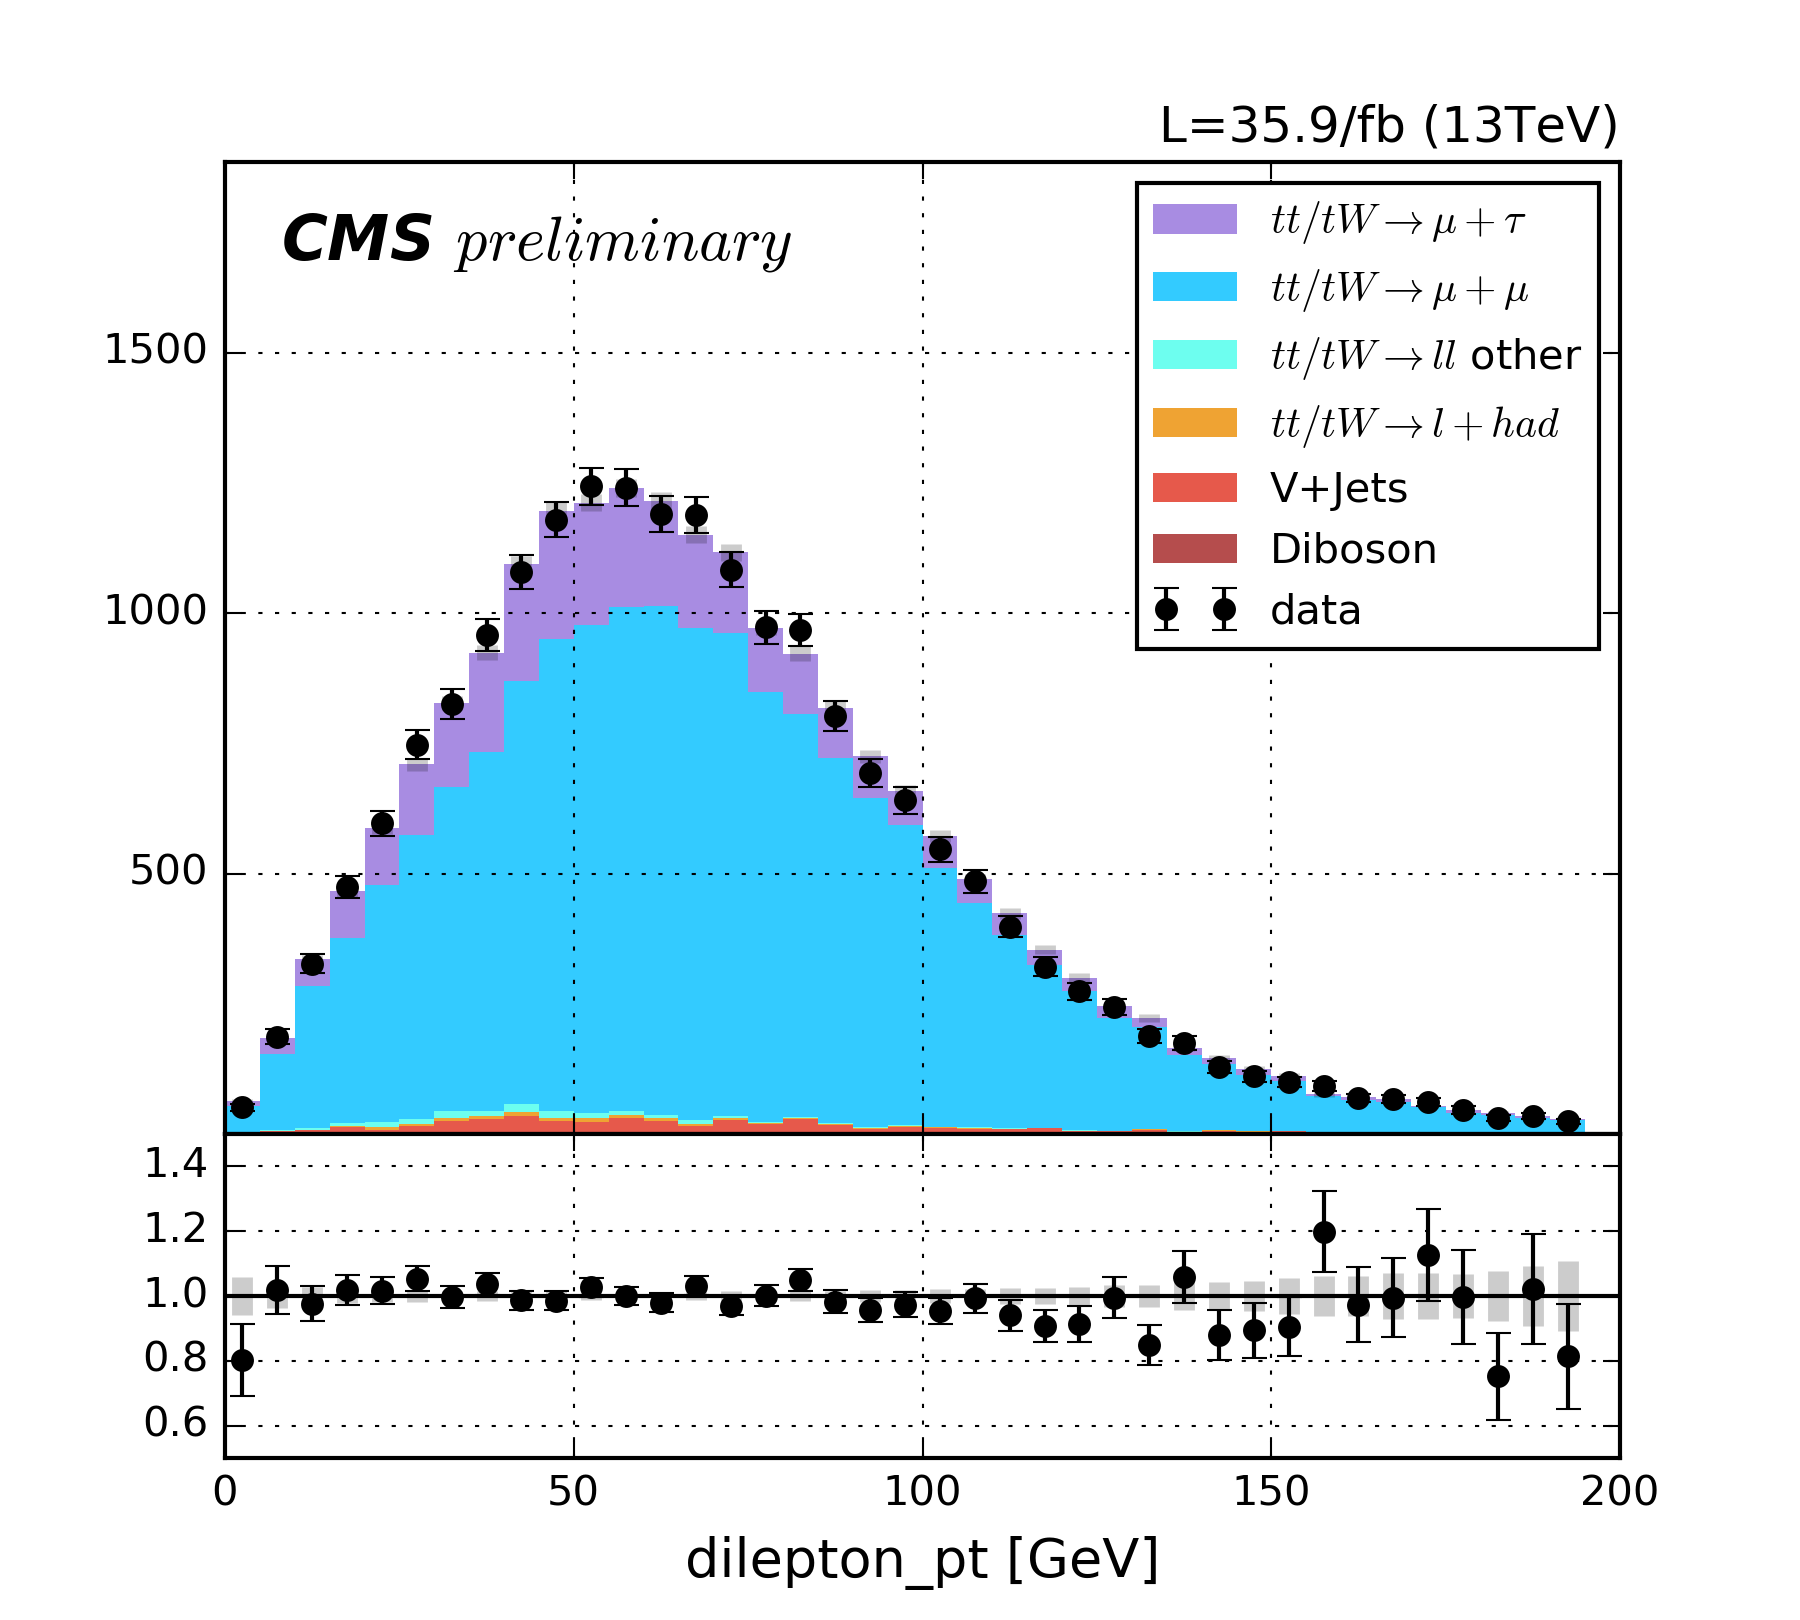 L=35.9/fb (13TeV)
CMS preliminary
tt/tW → μ + τ
tt/tW → μ + μ
tt/tW → ll other
tt/tW → l + had
V+Jets
Diboson
data
1500
1000
500
1.4
1.2
1.0
0.8
0.6
0 50 100 150 200
dilepton_pt [GeV]